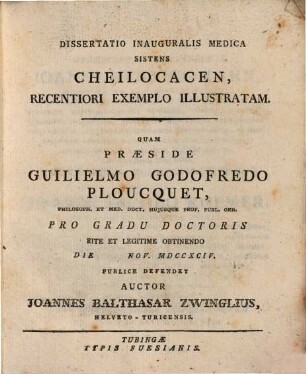 DISSERTATIO INAUGURALIS MEDICA
SISTENS
CHEILOCACEN,
RECENTIORI EXEMPLO ILLUSTRATAM.
QUAM
PRÆSIDE
GUILIELMO GODOFREDO
PLOUCQUET,
PHILOSOPH. ET MED. DOCT. HUJUSQUE PROF. PUBL. ORD.
PRO GRADU DOCTORIS
RITE ET LEGITIME OBTINENDO
DIE NOV. MDCCXCIV.
PUBLICE DEFENDET
AUCTOR
JOANNES BALTHASAR ZWINGLIUS,
HELVETO-TURICENSIS.
TUBINGÆ
TYPIS FUESIANIS.